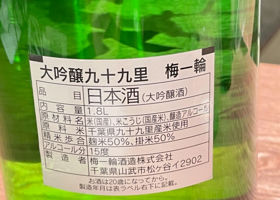 大吟醸九十九里 梅一輪
品目 日本酒(大吟醸酒)
内容量 1.8L
原材料名 米(国産)、米こうじ(国産米)、醸造アルコール
原料米 千葉県九十九里産米使用
精米歩合 麹米50%、掛米50%
アルコール分 15度
製造者 梅一輪酒造株式会社
千葉県山武市松ヶ谷イ2902
お酒は20歳になってから。
製造年月は表ラベル右下に記載。